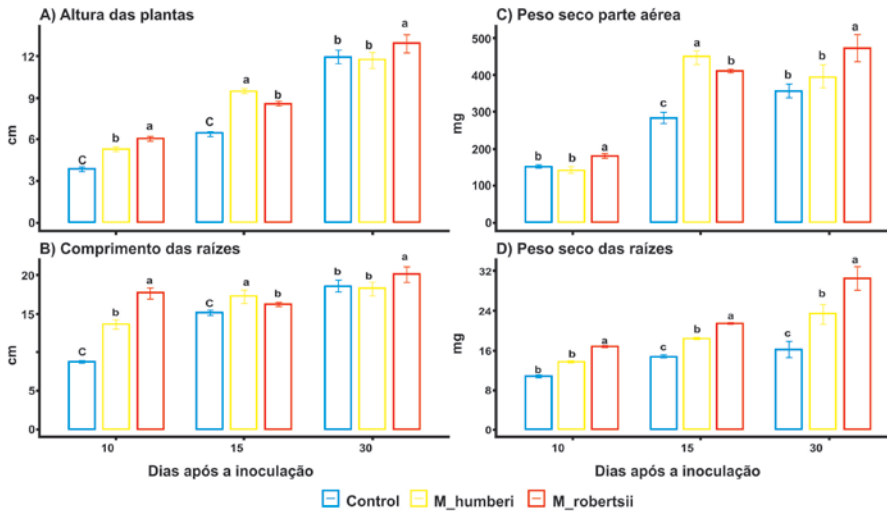 A) Altura das plantas
cm
12
9
6
3
0
C
b
a
C
a
b
b
b
a
C) Peso seco parte aérea
mg
500
400
300
200
100
0
b
b
a
c
a
b
b
b
a
B) Comprimento das raízes
cm
20
15
0
C
b
a
C
a
b
b
b
a
10
15
30
Dias após a inoculação
D) Peso seco das raízes
mg
32
24
16
8
0
b
b
a
c
b
a
c
b
a
10
15
30
Dias após a inoculação
Control M_humberi M_robertsii